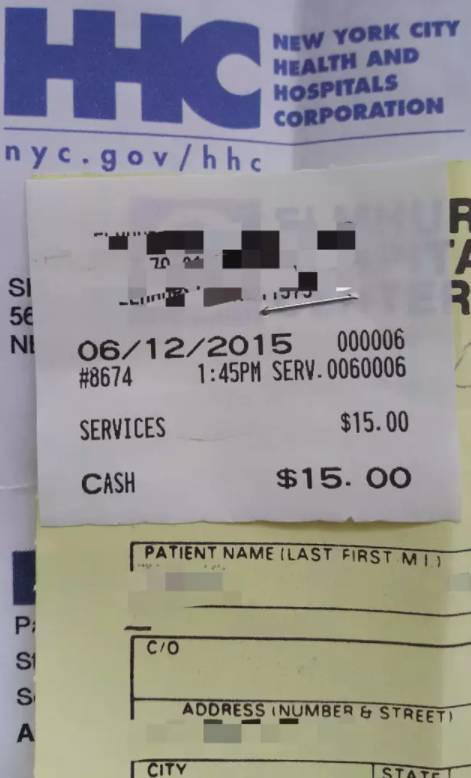 HHC
NEW YORK CITY
HEALTH AND
HOSPITALS
CORPORATION
nyc.gov/hhc
06/12/2015 000006
#8674 1:45PM SERV.0060006
SERVICES $15.00
CASH $15.00
PATIENT NAME (LAST FIRST M I )
C/O
ADDRESS (NUMBER & STREET)
CITY STATE